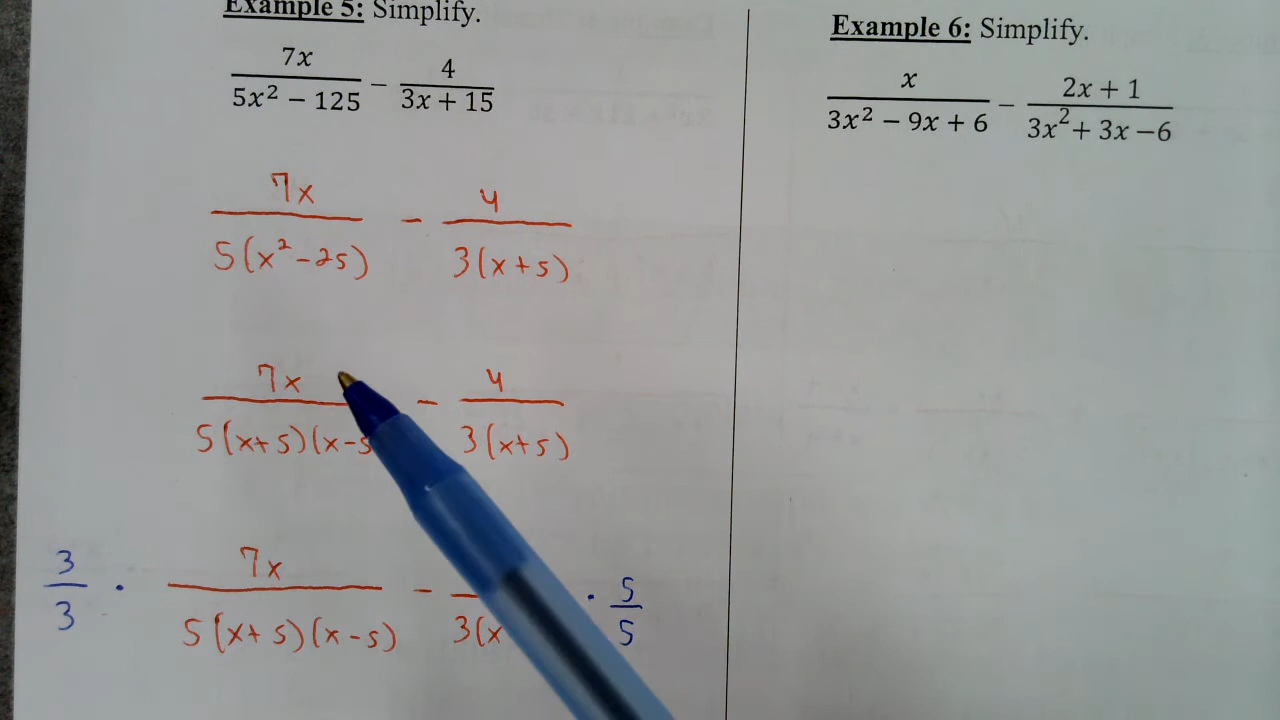 Example 5: Simplify.
7x
5x² − 125
−
4
3x + 15
7x
5(x²-25)
-
4
3(x+5)
7x
5(x+5)(x-5
-
4
3(x+5)
3
3
·
7x
5(x+5)(x-5)
-
3(x
·
5
5
Example 6: Simplify.
x
3x² − 9x + 6
−
2x + 1
3x² + 3x − 6